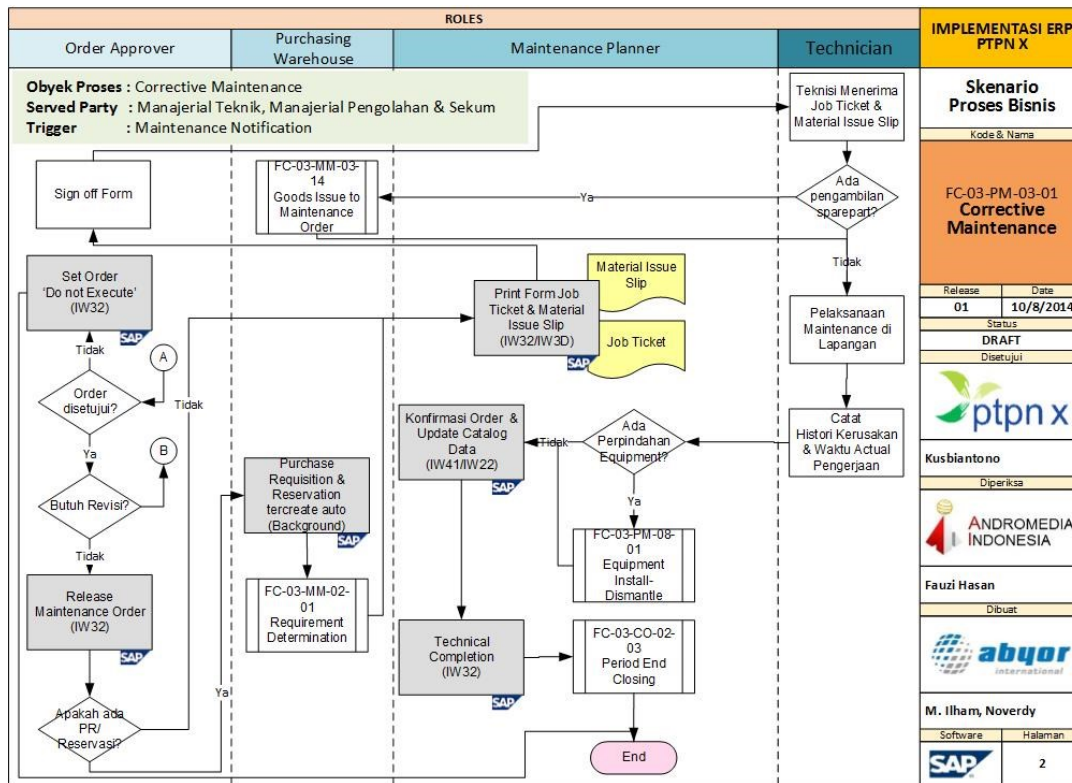 ROLES
Order Approver
Purchasing
Warehouse
Maintenance Planner
Technician
Obyek Proses : Corrective Maintenance
Served Party : Manajerial Teknik, Manajerial Pengolahan & Sekum
Trigger : Maintenance Notification
Teknisi Menerima
Job Ticket &
Material Issue Slip
Sign off Form
FC-03-MM-03-
14
Goods Issue to
Maintenance
Order
Ya
Ada
pengambilan
sparepart?
Tidak
Set Order
'Do not Execute'
(IW32)
SAP
Print Form Job
Ticket & Material
Issue Slip
(IW32/IW3D)
SAP
Material Issue
Slip
Job Ticket
Pelaksanaan
Maintenance di
Lapangan
Tidak
A
Order
disetujui?
Tidak
Ya
B
Butuh Revisi?
Tidak
Purchase
Requisition &
Reservation
tercreate auto
(Background)
SAP
Konfirmasi Order &
Update Catalog
Data
(IW41/IW22)
SAP
Tidak
Ada
Perpindahan
Equipment?
Ya
Catat
Histori Kerusakan
& Waktu Actual
Pengerjaan
Release
Maintenance Order
(IW32)
SAP
FC-03-MM-02-
01
Requirement
Determination
FC-03-PM-08-
01
Equipment
Install-
Dismantle
Technical
Completion
(IW32)
SAP
FC-03-CO-02-
03
Period End
Closing
Apakah ada
PR/
Reservasi?
Ya
End
IMPLEMENTASI ERP
PTPN X
Skenario
Proses Bisnis
Kode & Nama
FC-03-PM-03-01
Corrective
Maintenance
Release
Date
01
10/8/2014
Status
DRAFT
Disetujui
ptpn x
Kusbiantono
Diperiksa
ANDROMEDIA
INDONESIA
Fauzi Hasan
Dibuat
abyor
international
M. Ilham, Noverdy
Software
Halaman
SAP
2